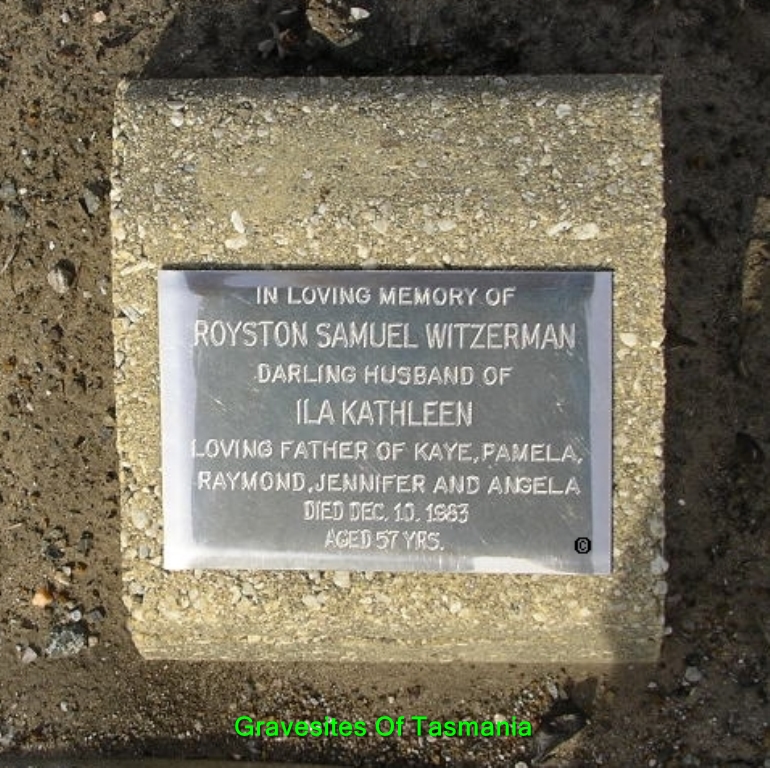 IN LOVING MEMORY OF
ROYSTON SAMUEL WITZERMAN
DARLING HUSBAND OF
ILA KATHLEEN
LOVING FATHER OF KAYE, PAMELA,
RAYMOND, JENNIFER AND ANGELA
DIED DEC. 10. 1983
AGED 57 YRS.
©
Gravesites Of Tasmania